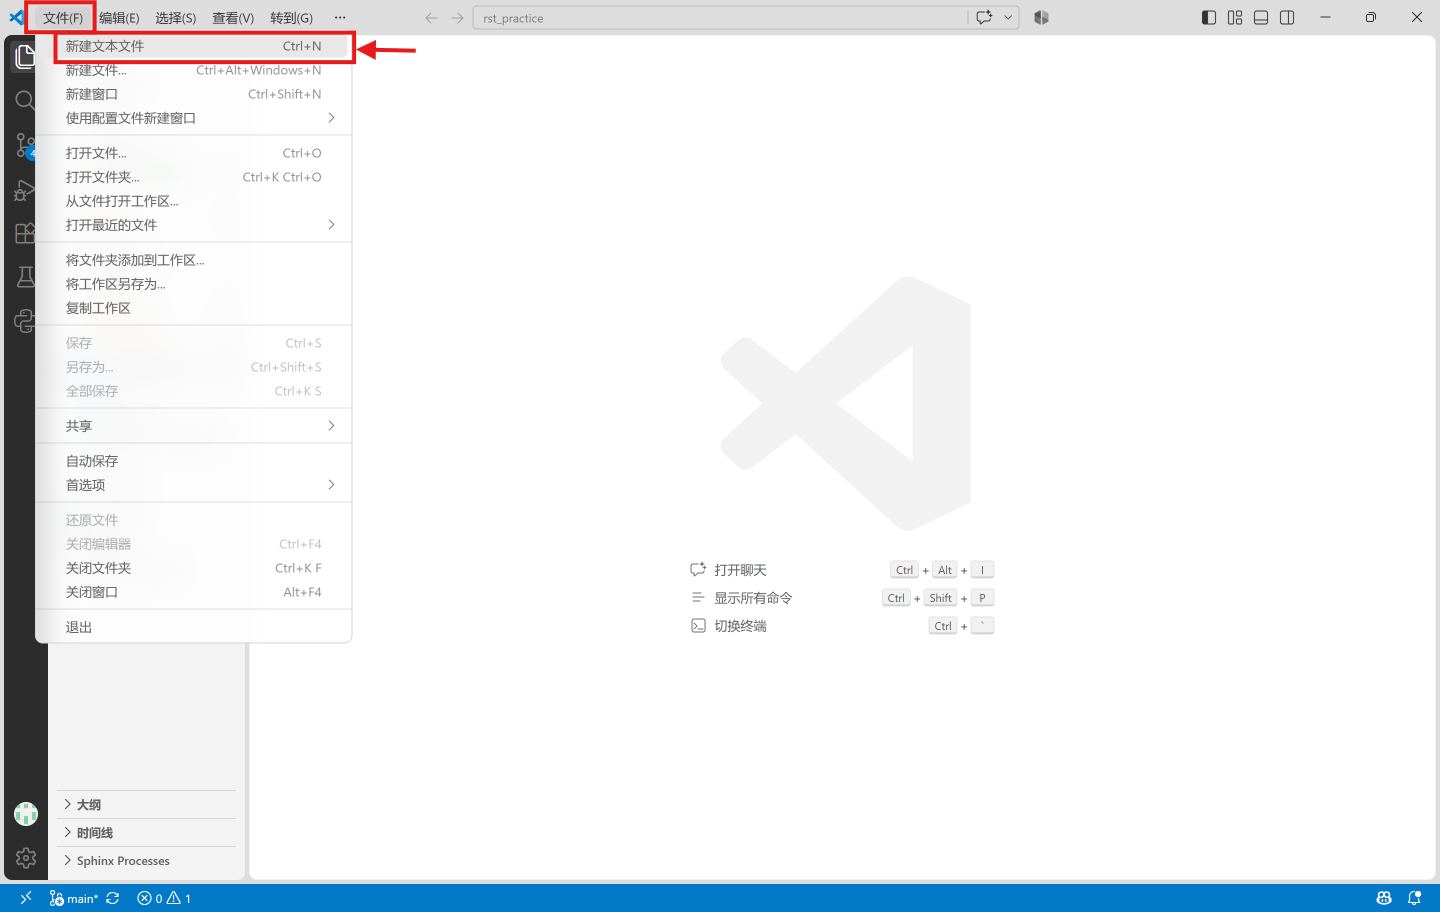 文件(F) 编辑(E) 选择(S) 查看(V) 转到(G) ··· rst_practice
新建文本文件 Ctrl+N
新建文件... Ctrl+Alt+Windows+N
新建窗口 Ctrl+Shift+N
使用配置文件新建窗口
打开文件... Ctrl+O
打开文件夹... Ctrl+K Ctrl+O
从文件打开工作区...
打开最近的文件
将文件夹添加到工作区...
将工作区另存为...
复制工作区
保存 Ctrl+S
另存为... Ctrl+Shift+S
全部保存 Ctrl+K S
共享
自动保存
首选项
还原文件
关闭编辑器 Ctrl+F4
关闭文件夹 Ctrl+K F
关闭窗口 Alt+F4
退出
打开聊天 Ctrl + Alt + I
显示所有命令 Ctrl + Shift + P
切换终端 Ctrl + `
大纲
时间线
Sphinx Processes
main* 0 1